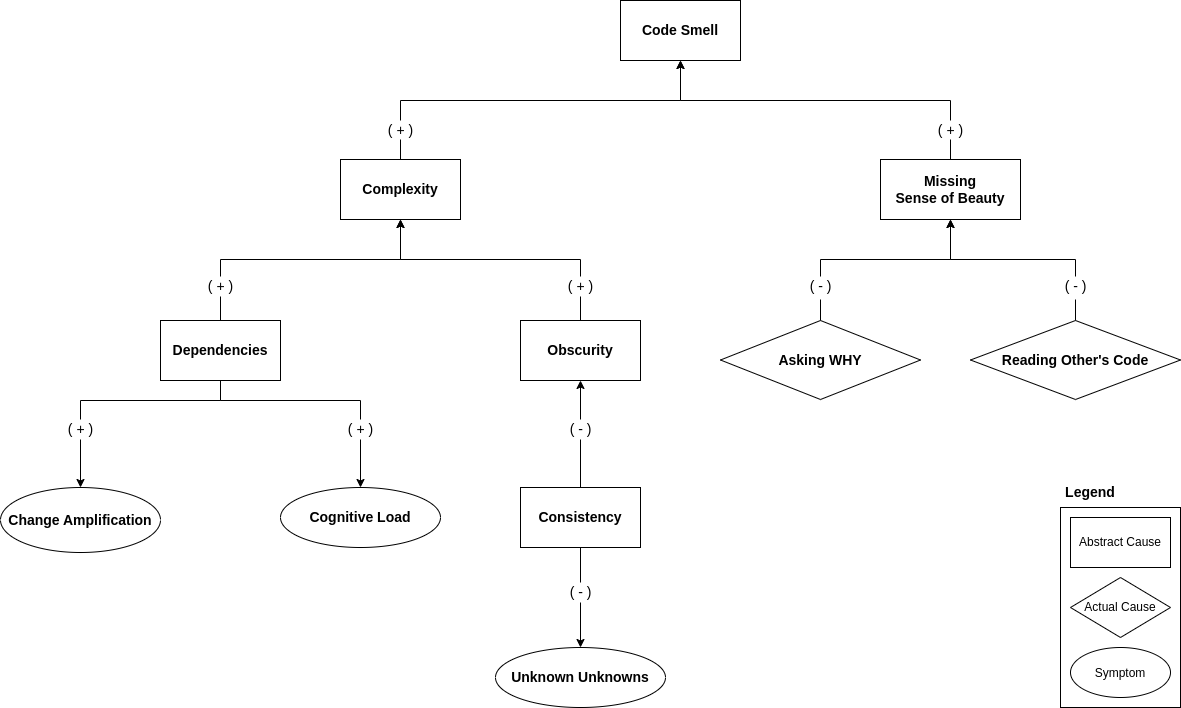 Code Smell
( + )
( + )
Complexity
Missing
Sense of Beauty
( + )
( + )
( - )
( - )
Dependencies
Obscurity
Asking WHY
Reading Other's Code
( + )
( + )
( - )
Change Amplification
Cognitive Load
Consistency
( - )
Unknown Unknowns
Legend
Abstract Cause
Actual Cause
Symptom